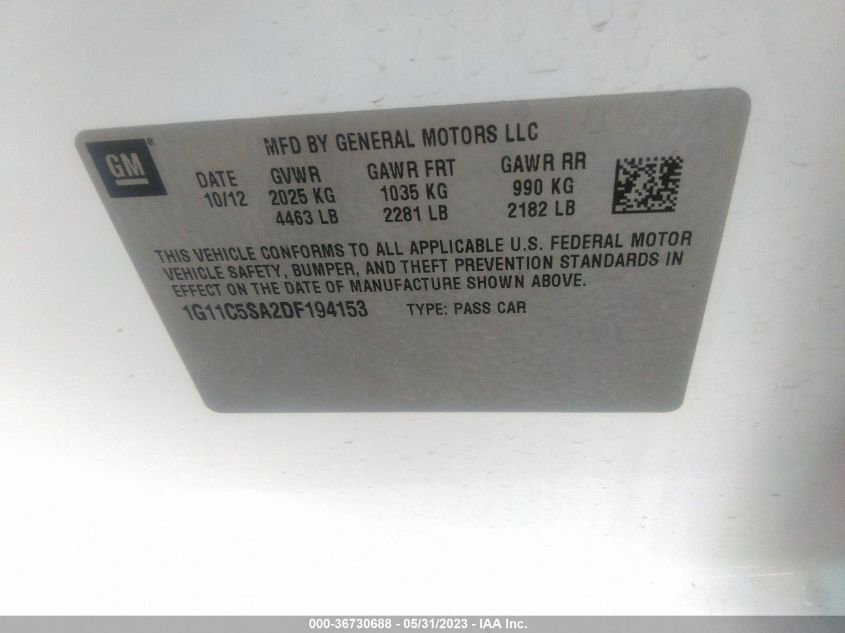 GM®
MFD BY GENERAL MOTORS LLC
DATE GVWR GAWR FRT GAWR RR
10/12 2025 KG 1035 KG 990 KG
4463 LB 2281 LB 2182 LB
THIS VEHICLE CONFORMS TO ALL APPLICABLE U.S. FEDERAL MOTOR
VEHICLE SAFETY, BUMPER, AND THEFT PREVENTION STANDARDS IN
EFFECT ON THE DATE OF MANUFACTURE SHOWN ABOVE.
1G11C5SA2DF194153 TYPE: PASS CAR
000-36730688 - 05/31/2023 - IAA Inc.